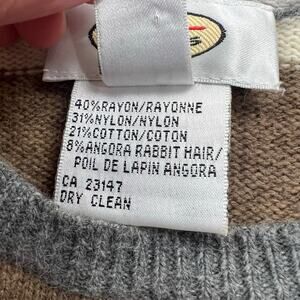 40%RAYON/RAYONNE
31%NYLON/NYLON
21%COTTON/COTON
8%ANGORA RABBIT HAIR/
POIL DE LAPIN ANGORA
CA 23147
DRY CLEAN